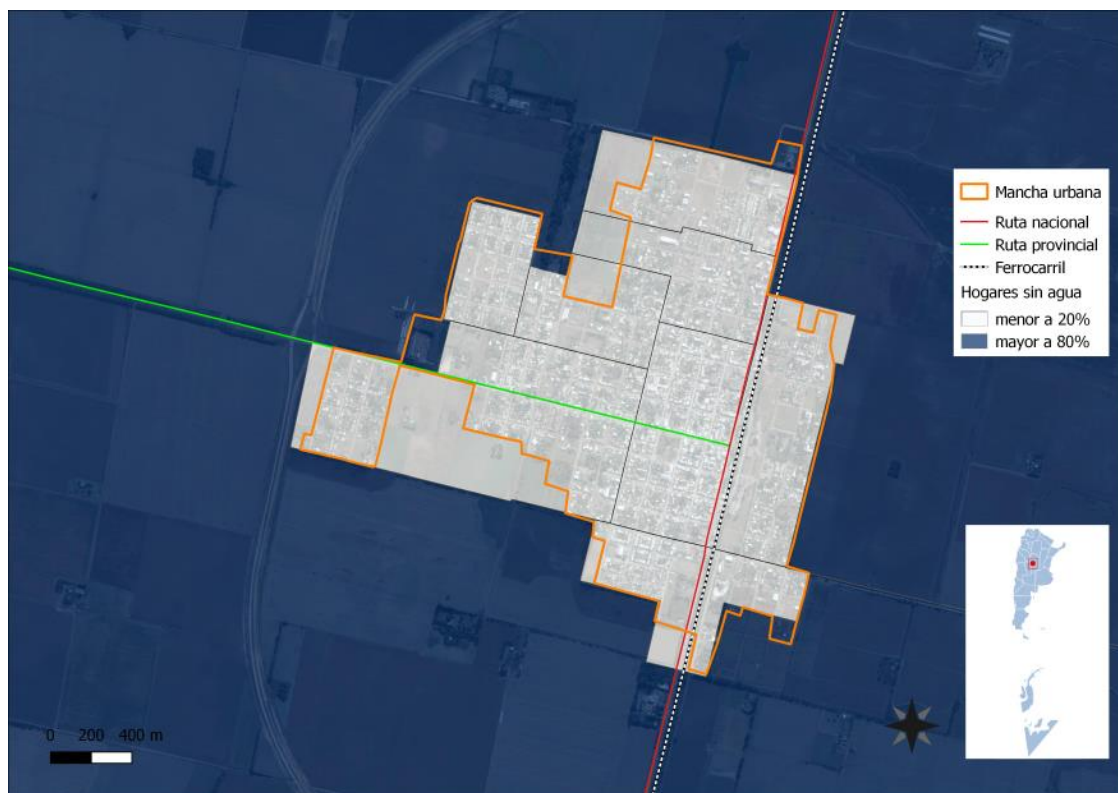 Mancha urbana
Ruta nacional
Ruta provincial
Ferrocarril
Hogares sin agua
menor a 20%
mayor a 80%
0 200 400 m